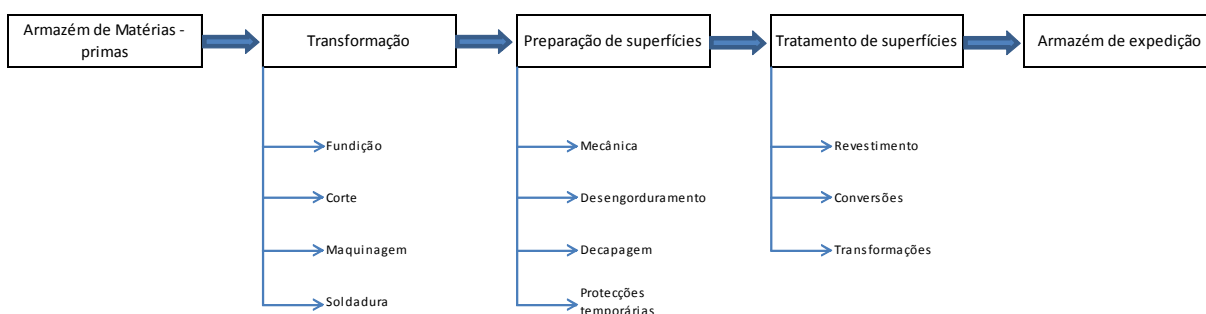 Armazém de Matérias -
primas
Transformação
Preparação de superfícies
Tratamento de superfícies
Armazém de expedição
Fundição
Corte
Maquinagem
Soldadura
Mecânica
Desengorduramento
Decapagem
Protecções
temporárias
Revestimento
Conversões
Transformações